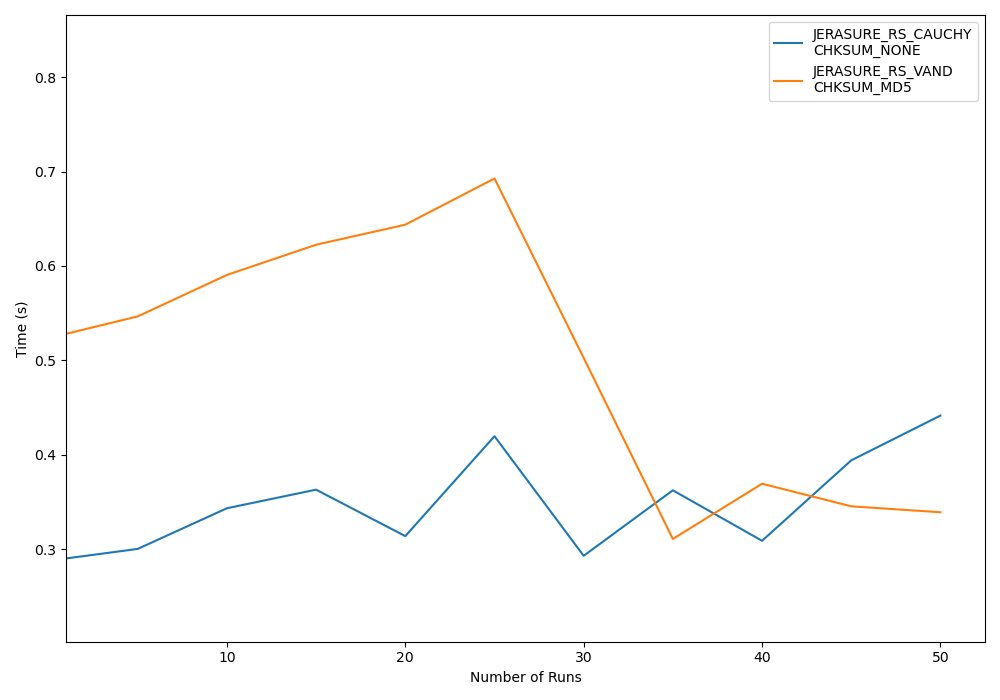 JERASURE_RS_CAUCHY
CHKSUM_NONE
JERASURE_RS_VAND
CHKSUM_MD5
0.8
0.7
0.6
0.5
0.4
0.3
Time (s)
10 20 30 40 50
Number of Runs